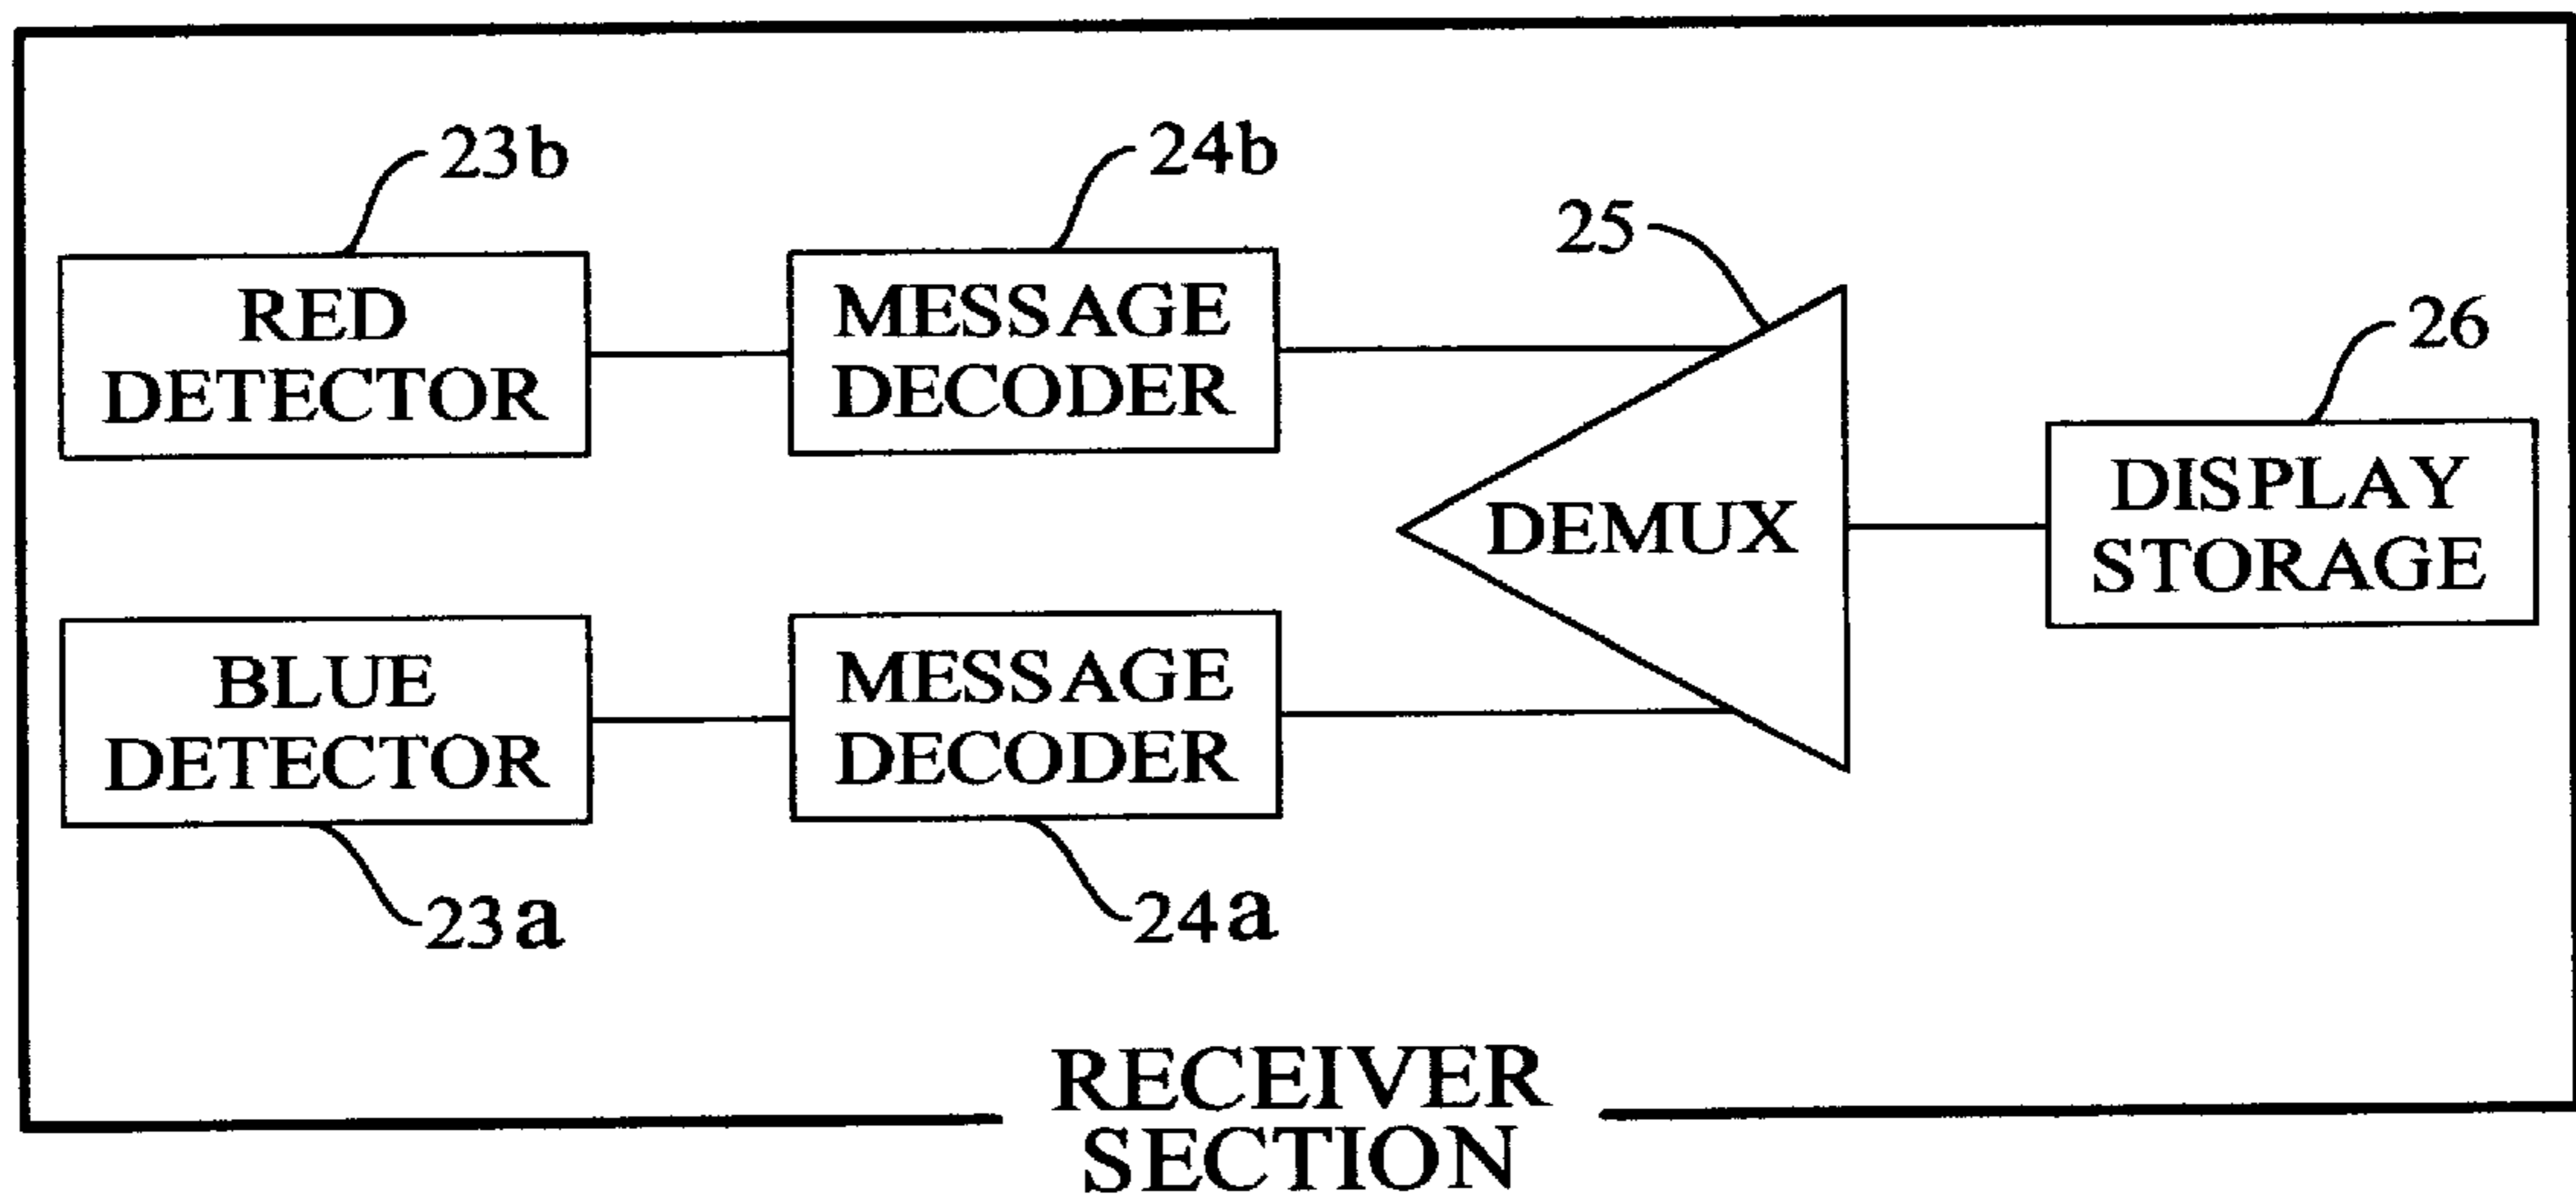 23b
24b
25
26
RED
DETECTOR
MESSAGE
DECODER
DEMUX
DISPLAY
STORAGE
BLUE
DETECTOR
MESSAGE
DECODER
23a
24a
RECEIVER
SECTION